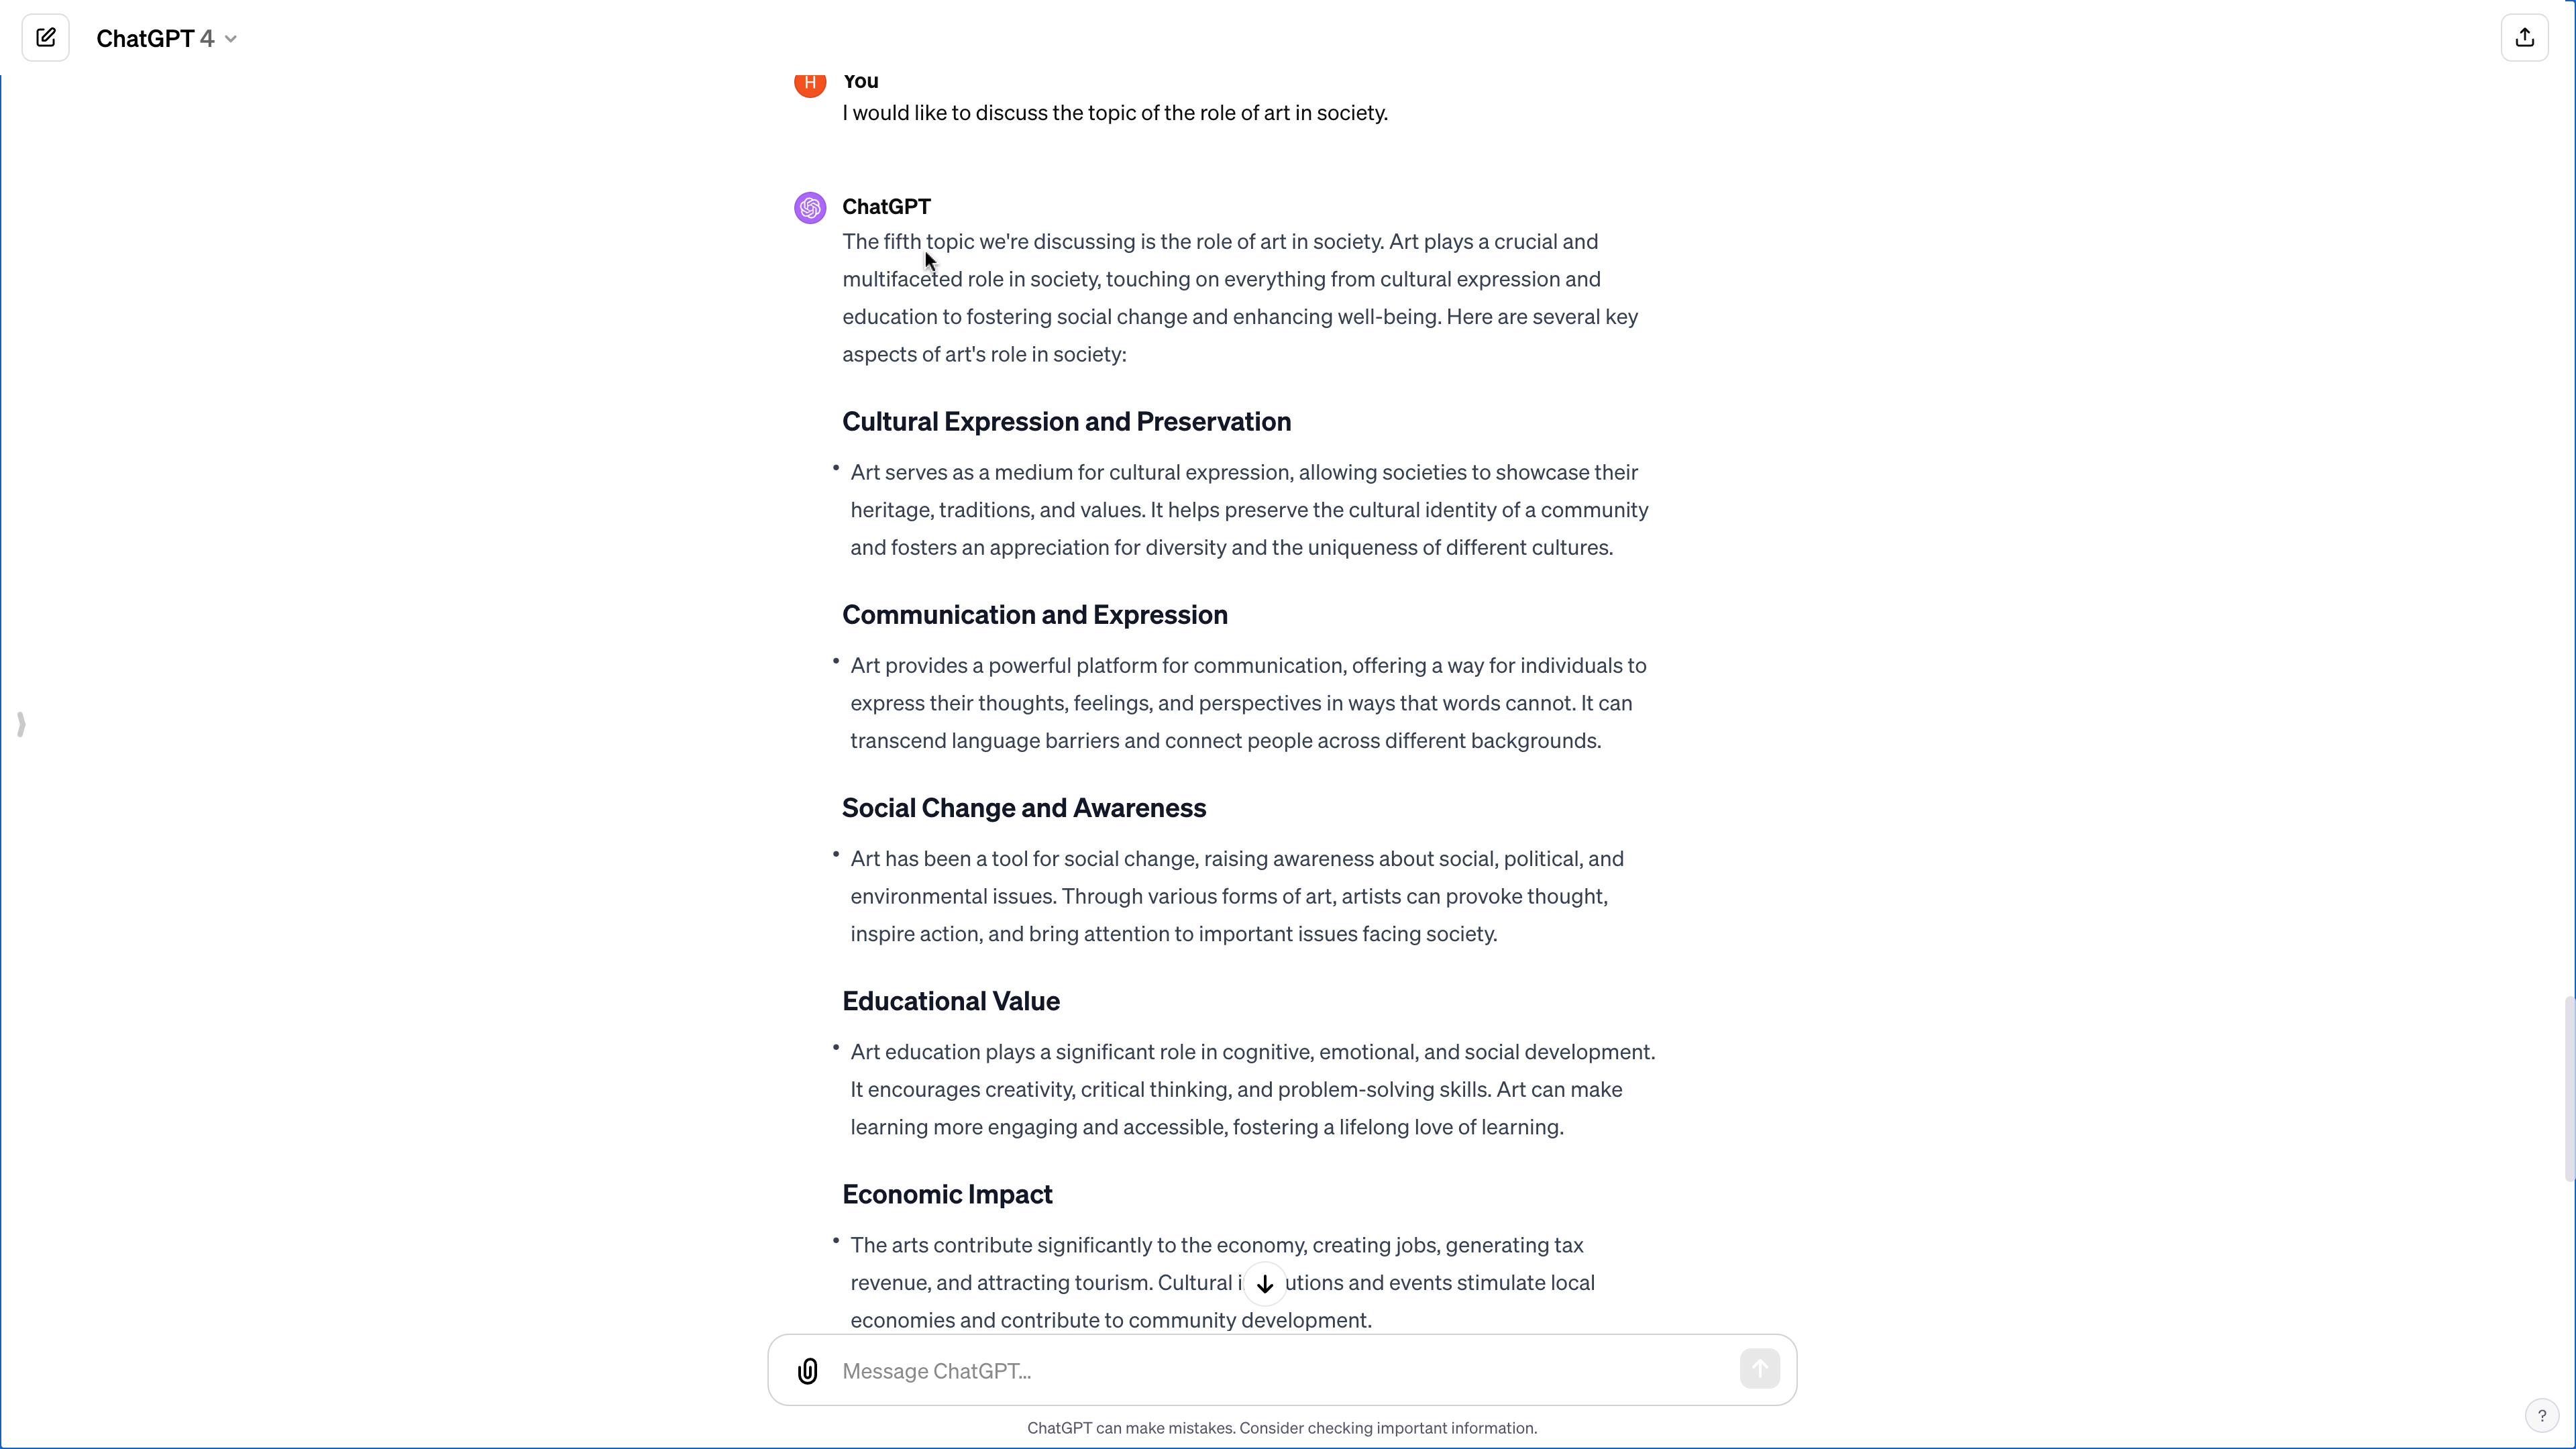 ChatGPT 4
H
You
I would like to discuss the topic of the role of art in society.
ChatGPT
The fifth topic we're discussing is the role of art in society. Art plays a crucial and
multifaceted role in society, touching on everything from cultural expression and
education to fostering social change and enhancing well-being. Here are several key
aspects of art's role in society:
Cultural Expression and Preservation
• Art serves as a medium for cultural expression, allowing societies to showcase their
heritage, traditions, and values. It helps preserve the cultural identity of a community
and fosters an appreciation for diversity and the uniqueness of different cultures.
Communication and Expression
• Art provides a powerful platform for communication, offering a way for individuals to
express their thoughts, feelings, and perspectives in ways that words cannot. It can
transcend language barriers and connect people across different backgrounds.
Social Change and Awareness
• Art has been a tool for social change, raising awareness about social, political, and
environmental issues. Through various forms of art, artists can provoke thought,
inspire action, and bring attention to important issues facing society.
Educational Value
• Art education plays a significant role in cognitive, emotional, and social development.
It encourages creativity, critical thinking, and problem-solving skills. Art can make
learning more engaging and accessible, fostering a lifelong love of learning.
Economic Impact
• The arts contribute significantly to the economy, creating jobs, generating tax
revenue, and attracting tourism. Cultural and events stimulate local
economies and contribute to community development.
Message ChatGPT...
ChatGPT can make mistakes. Consider checking important information.
?